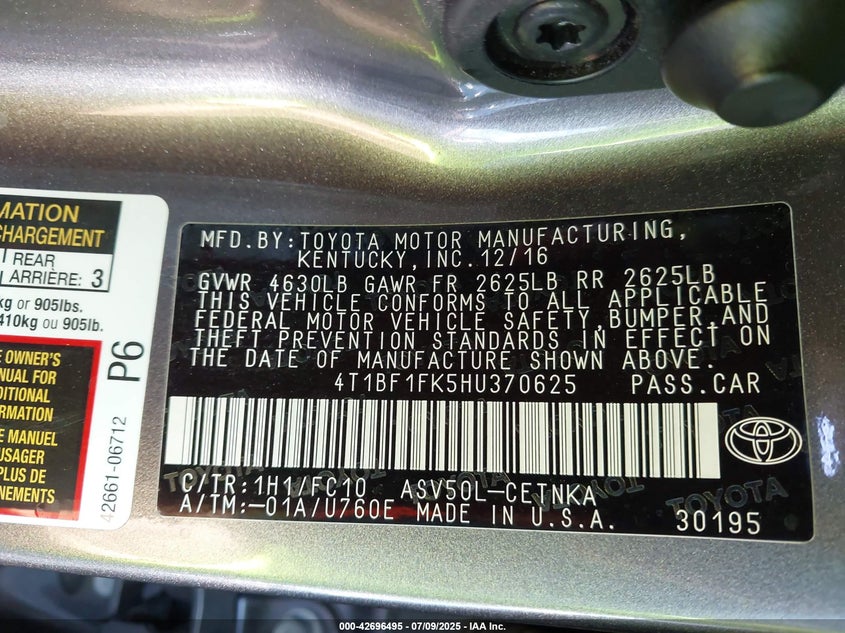 MATION
CHARGEMENT
REAR
ARRIÈRE: 3
kg or 905lbs.
410kg ou 905lb.
E OWNER'S
ANUAL FOR
DITIONAL
FORMATION
E MANUEL
USAGER
PLUS DE
NEMENTS
P6
42661-06712
MFD.BY:TOYOTA MOTOR MANUFACTURING,
KENTUCKY,INC.12/16
GVWR 4630LB GAWR FR 2625LB RR 2625LB
THIS VEHICLE CONFORMS TO ALL APPLICABLE
FEDERAL MOTOR VEHICLE SAFETY,BUMPER,AND
THEFT PREVENTION STANDARDS IN EFFECT ON
THE DATE OF MANUFACTURE SHOWN ABOVE.
4T1BF1FK5HU370625 PASS.CAR
C/TR:1H1/FC10 ASV50L-CETNKA
A/TM:-01A/U760E MADE IN U.S.A. 30195
000-42696495 - 07/09/2025 - IAA Inc.